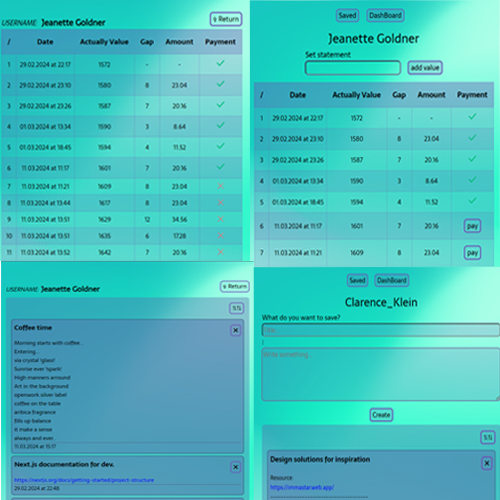 USERNAME: Jeanette Goldner
Return
/ Date Actually Value Gap Amount Payment
1 29.02.2024 at 22:17 1572 - -
2 29.02.2024 at 23:10 1580 8 23.04
3 29.02.2024 at 23:26 1587 7 20.16
4 01.03.2024 at 13:34 1590 3 8.64
5 01.03.2024 at 18:45 1594 4 11.52
6 11.03.2024 at 11:17 1601 7 20.16
7 11.03.2024 at 11:21 1609 8 23.04
8 11.03.2024 at 13:44 1617 8 23.04
9 11.03.2024 at 13:51 1629 12 34.56
10 11.03.2024 at 13:51 1635 6 17.28
11 11.03.2024 at 13:52 1642 7 20.16
Saved DashBoard
Jeanette Goldner
Set statement
add value
/ Date Actually Value Gap Amount Payment
1 29.02.2024 at 22:17 1572 - -
2 29.02.2024 at 23:10 1580 8 23.04
3 29.02.2024 at 23:26 1587 7 20.16
4 01.03.2024 at 13:34 1590 3 8.64
5 01.03.2024 at 18:45 1594 4 11.52
6 11.03.2024 at 11:17 1601 7 20.16 pay
7 11.03.2024 at 11:21 1609 8 23.04 pay
USERNAME: Jeanette Goldner
Return
Coffee time
Morning starts with coffee..
Entering...
via crystal 'glass'
Sunrise ever 'spark'
High manners around
Art in the background
openwork silver label
coffee on the table
aribica fragrance
fills up balance
it make a sense
always and ever.
11.03.2024 at 15:17
Next.js documentation for dev.
https://nextjs.org/docs/getting-started/project-structure
29.02.2024 at 22:48
Saved DashBoard
Clarence_Klein
What do you want to save?
Title...
Write something...
Create
Design solutions for inspiration
Resource
https://mmasterweb.app/